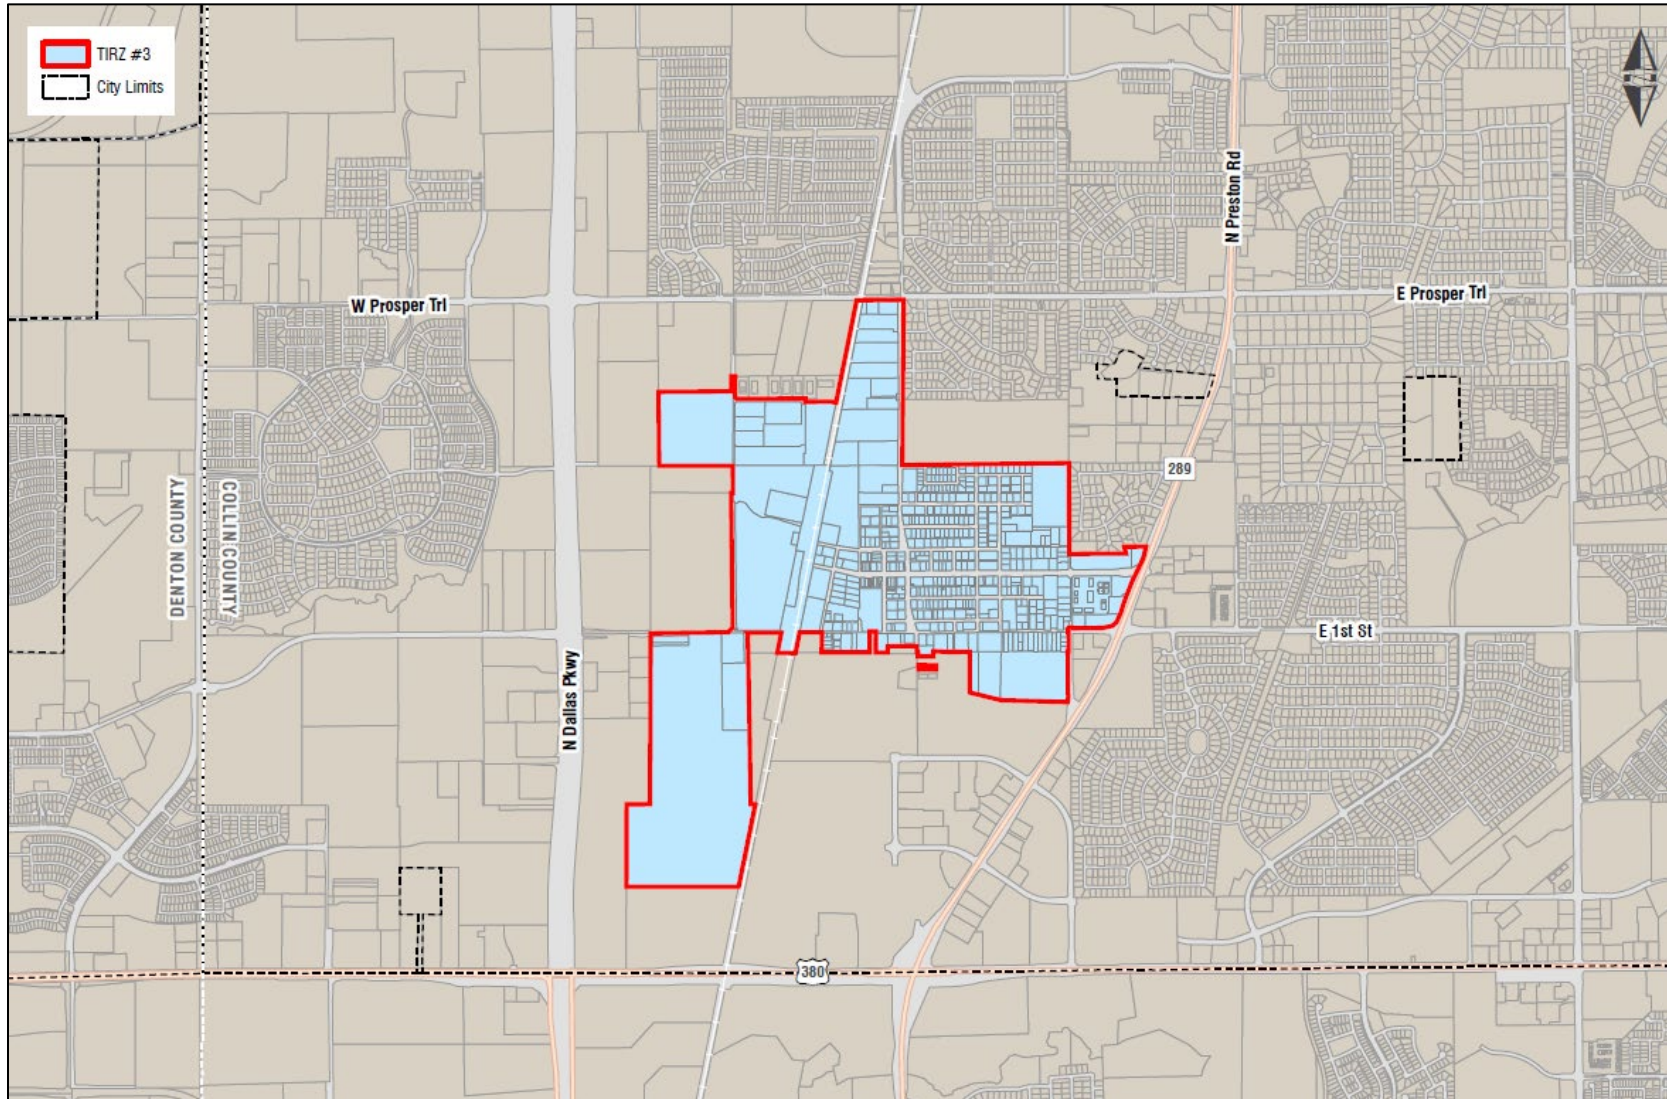 TIRZ #3
City Limits
N
N Preston Rd
W Prosper Trl
E Prosper Trl
289
DENTON COUNTY
COLLIN COUNTY
E 1st St
N Dallas Pkwy
380